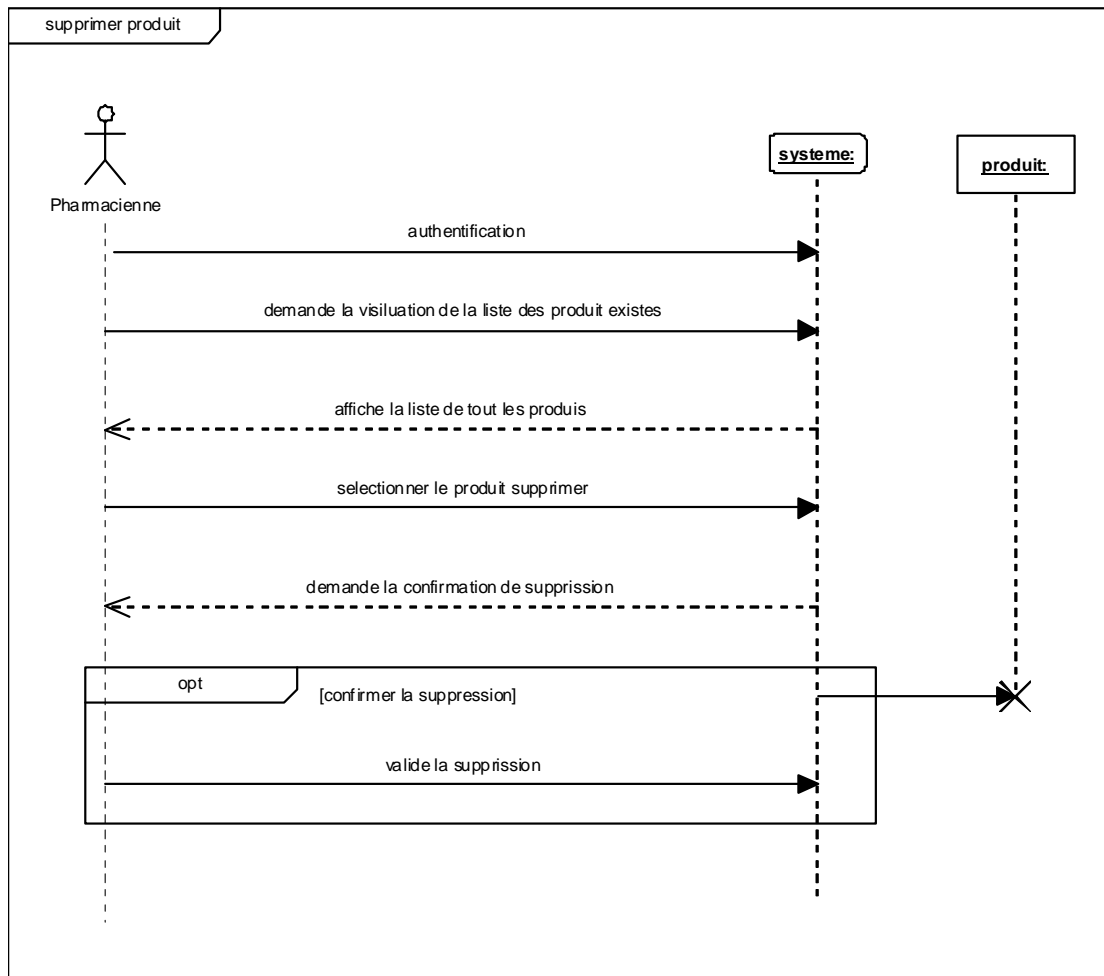 supprimer produit
systeme:
produit:
Pharmacienne
authentification
demande la visiluation de la liste des produit existes
affiche la liste de tout les produis
selectionner le produit supprimer
demande la confirmation de supprission
opt
[confirmer la suppression]
valide la supprission